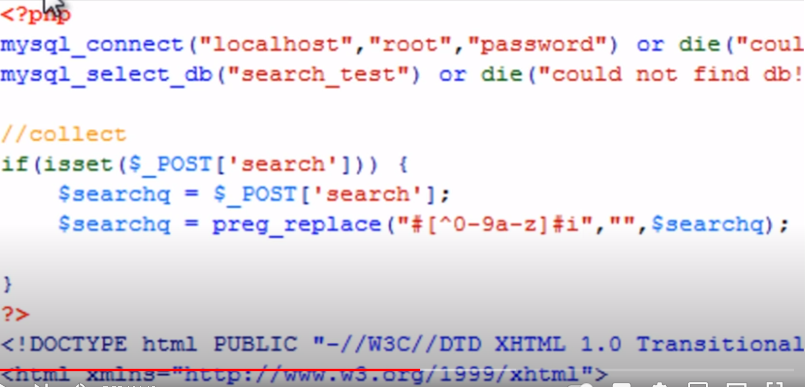 <?php
mysql_connect("localhost","root","password") or die("coul
mysql_select_db("search_test") or die("could not find db!
//collect
if(isset($_POST['search'])) {
$searchq = $_POST['search'];
$searchq = preg_replace("#[^0-9a-z]#i","",$searchq);
}
?>
<!DOCTYPE html PUBLIC "-//W3C//DTD XHTML 1.0 Transitional
<html xmlns="http://www.w3.org/1999/xhtml">